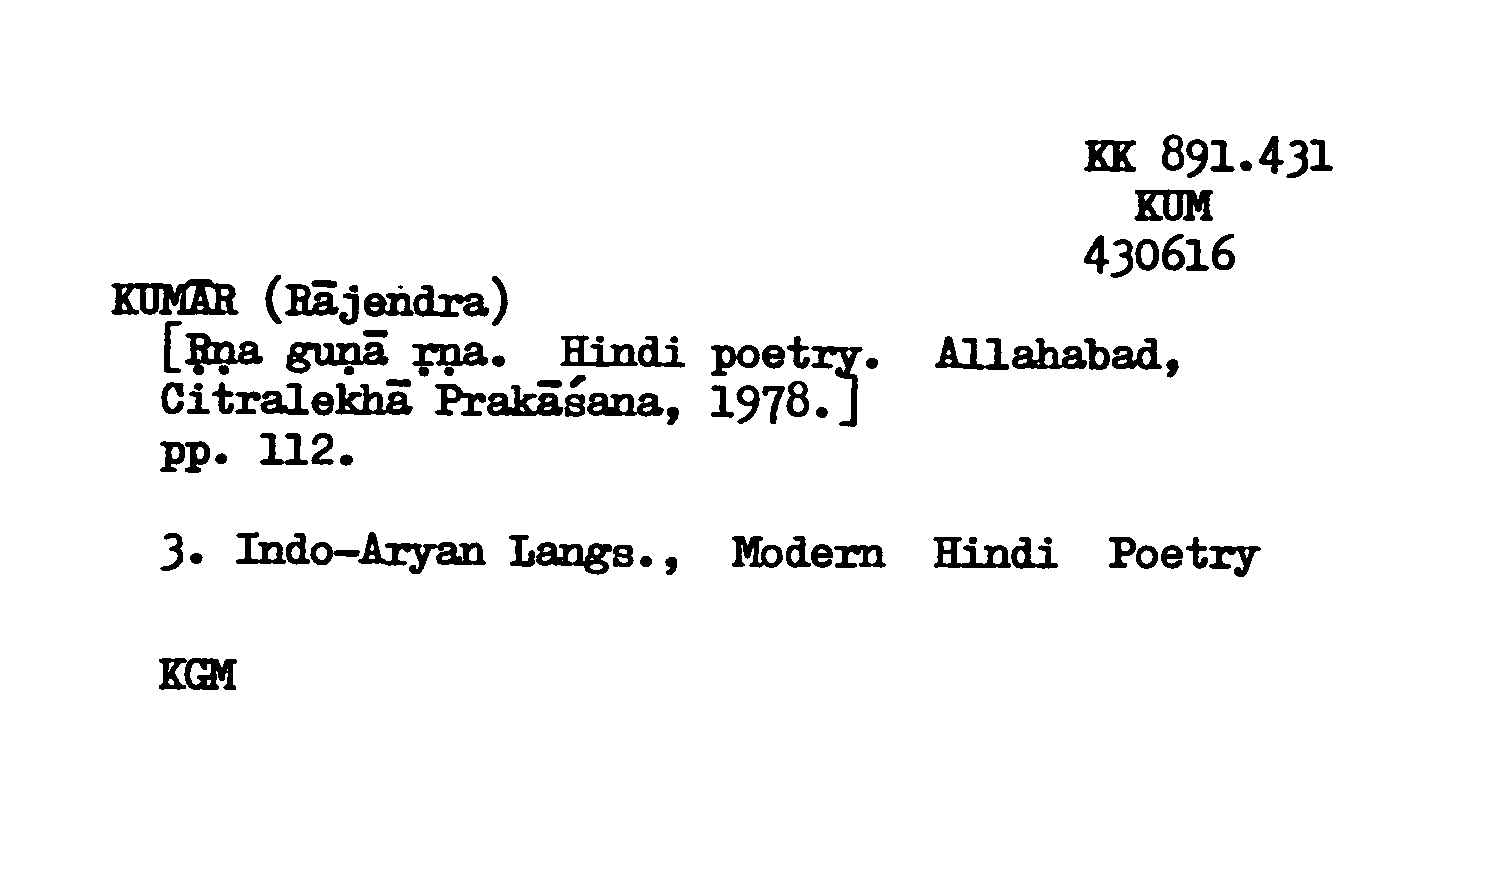 KK 891.431
KUM
430616
KUMĀR (Rājendra)
[Ṛṇa guṇā ṛṇa. Hindi poetry. Allahabad,
Citralekhā Prakāśana, 1978.]
pp. 112.
3. Indo-Aryan Langs., Modern Hindi Poetry
KGM